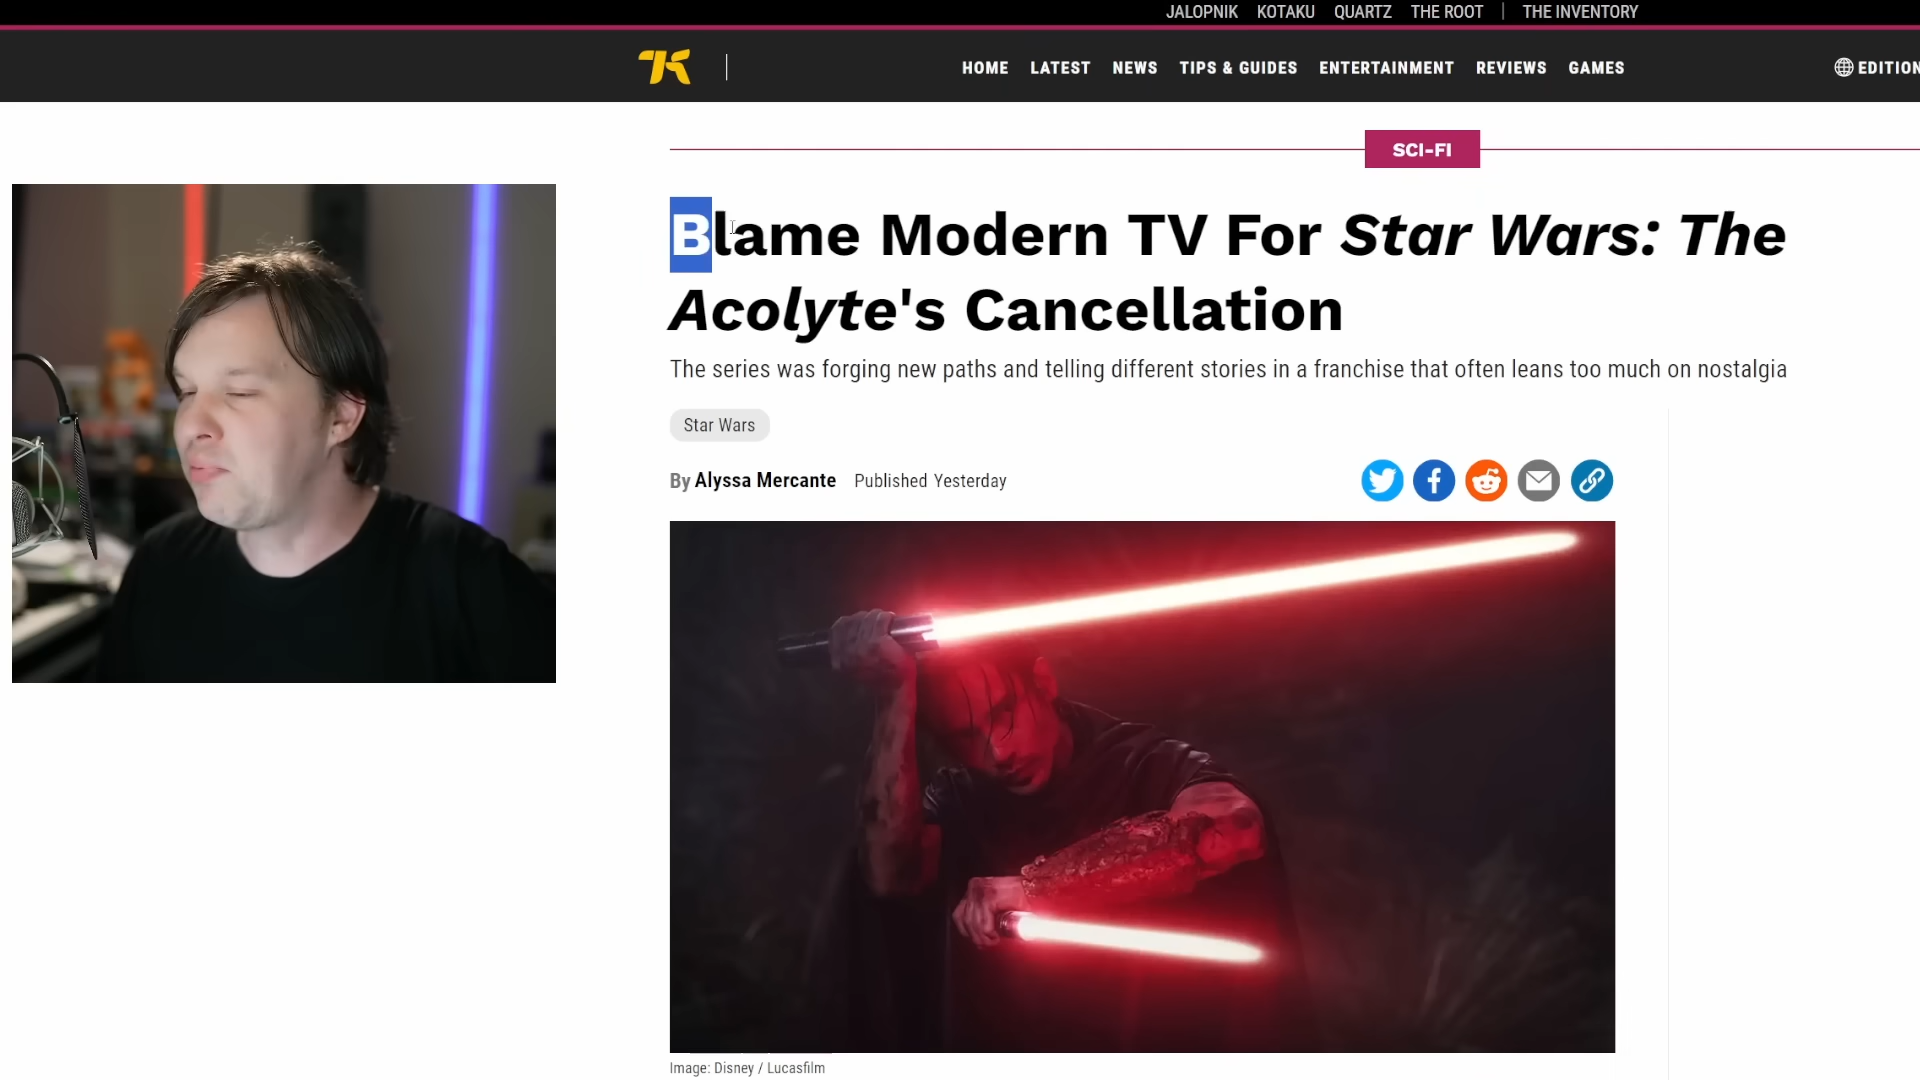 JALOPNIK KOTAKU QUARTZ THE ROOT | THE INVENTORY
HOME LATEST NEWS TIPS & GUIDES ENTERTAINMENT REVIEWS GAMES EDITION
SCI-FI
Blame Modern TV For Star Wars: The
Acolyte's Cancellation
The series was forging new paths and telling different stories in a franchise that often leans too much on nostalgia
Star Wars
By Alyssa Mercante Published Yesterday
Image: Disney / Lucasfilm